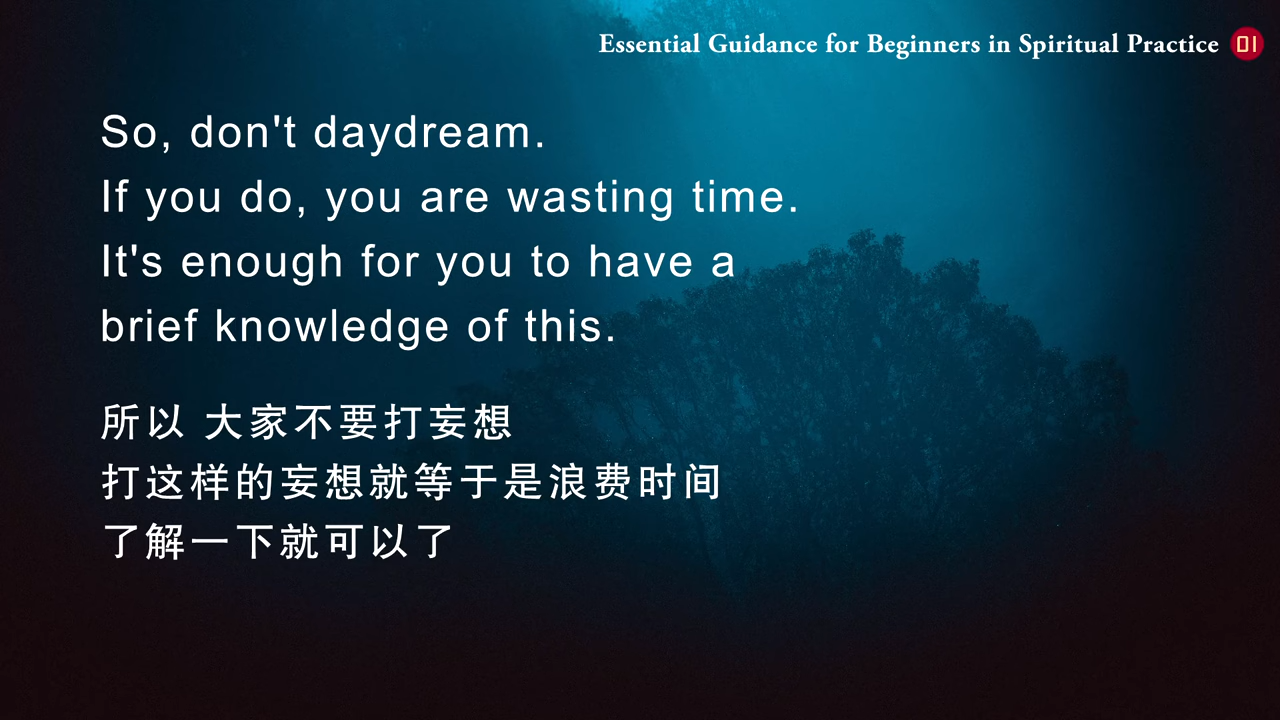 Essential Guidance for Beginners in Spiritual Practice 01
So, don't daydream.
If you do, you are wasting time.
It's enough for you to have a
brief knowledge of this.
所以 大家不要打妄想
打这样的妄想就等于是浪费时间
了解一下就可以了